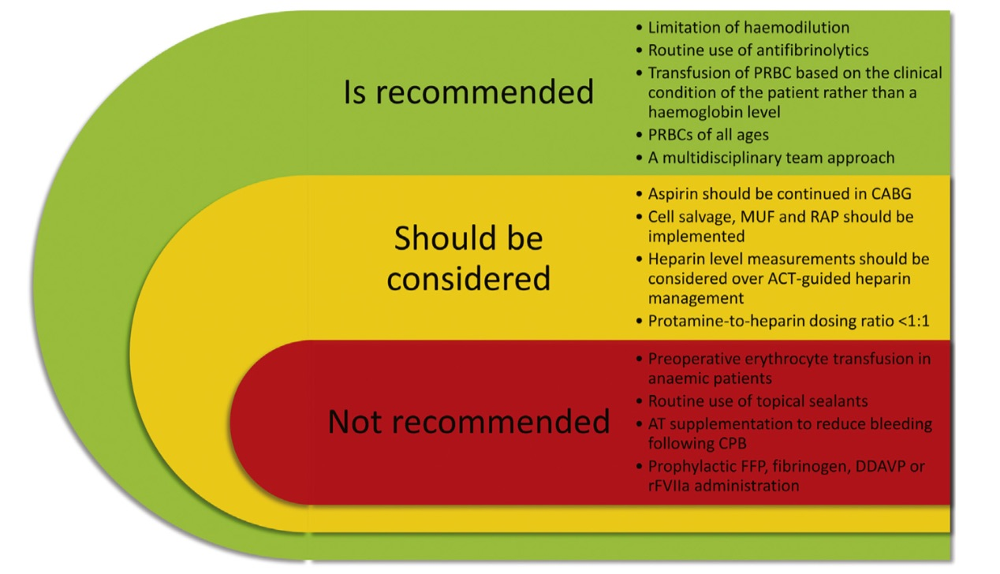 Is recommended
• Limitation of haemodilution
• Routine use of antifibrinolytics
• Transfusion of PRBC based on the clinical
condition of the patient rather than a
haemoglobin level
• PRBCs of all ages
• A multidisciplinary team approach
Should be
considered
• Aspirin should be continued in CABG
• Cell salvage, MUF and RAP should be
implemented
• Heparin level measurements should be
considered over ACT-guided heparin
management
• Protamine-to-heparin dosing ratio <1:1
Not recommended
• Preoperative erythrocyte transfusion in
anaemic patients
• Routine use of topical sealants
• AT supplementation to reduce bleeding
following CPB
• Prophylactic FFP, fibrinogen, DDAVP or
rFVIIa administration